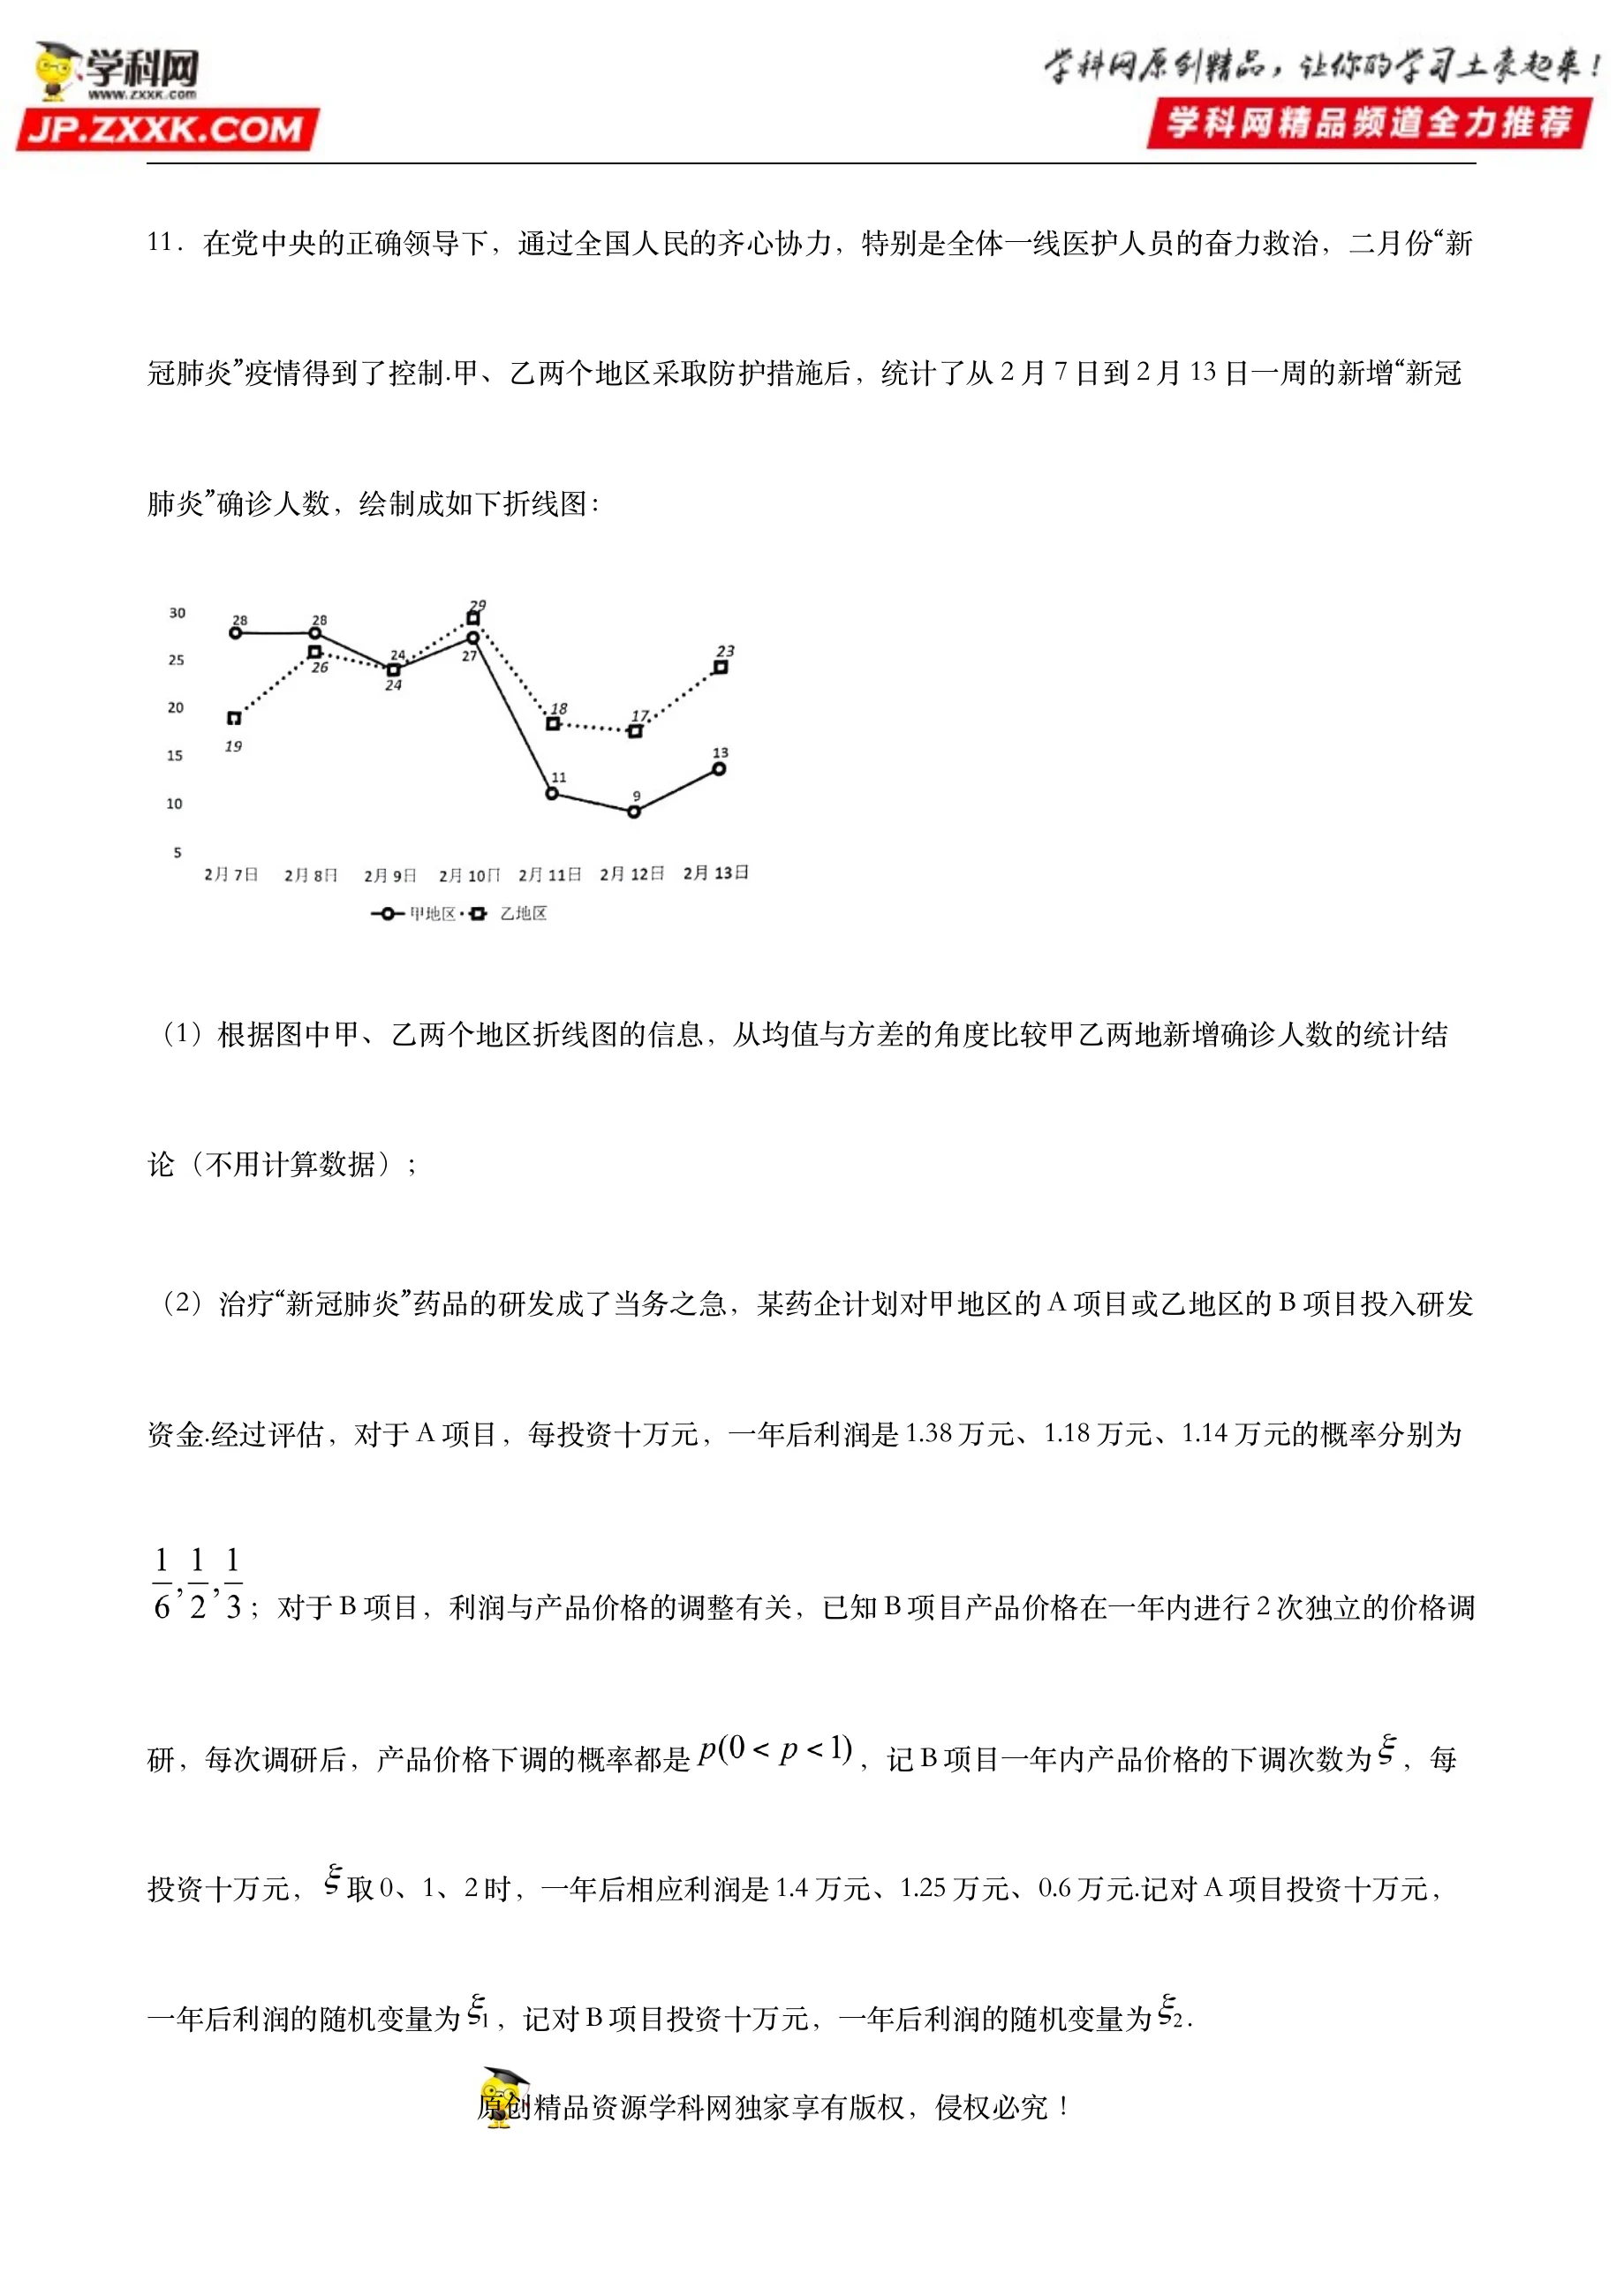 学科网
www.zxxk.com
JP.ZXXK.COM
学科网原创精品，让你的学习土豪起来！
学科网精品频道全力推荐
11．在党中央的正确领导下，通过全国人民的齐心协力，特别是全体一线医护人员的奋力救治，二月份“新
冠肺炎”疫情得到了控制.甲、乙两个地区采取防护措施后，统计了从 2 月 7 日到 2 月 13 日一周的新增“新冠
肺炎”确诊人数，绘制成如下折线图：
30
25
20
15
10
5
28 28 24 27 11 9 13
19 26 24 29 18 17 23
2月 7日 2月 8日 2月 9日 2月 10日 2月 11日 2月 12日 2月 13日
甲地区 乙地区
（1）根据图中甲、乙两个地区折线图的信息，从均值与方差的角度比较甲乙两地新增确诊人数的统计结
论（不用计算数据）；
（2）治疗“新冠肺炎”药品的研发成了当务之急，某药企计划对甲地区的 A 项目或乙地区的 B 项目投入研发
资金.经过评估，对于 A 项目，每投资十万元，一年后利润是 1.38 万元、1.18 万元、1.14 万元的概率分别为
1/6, 1/2, 1/3；对于 B 项目，利润与产品价格的调整有关，已知 B 项目产品价格在一年内进行 2 次独立的价格调
研，每次调研后，产品价格下调的概率都是 p(0 < p < 1)，记 B 项目一年内产品价格的下调次数为 ξ，每
投资十万元，ξ 取 0、1、2 时，一年后相应利润是 1.4 万元、1.25 万元、0.6 万元.记对 A 项目投资十万元，
一年后利润的随机变量为 ξ₁，记对 B 项目投资十万元，一年后利润的随机变量为 ξ₂.
原创精品资源学科网独家享有版权，侵权必究！